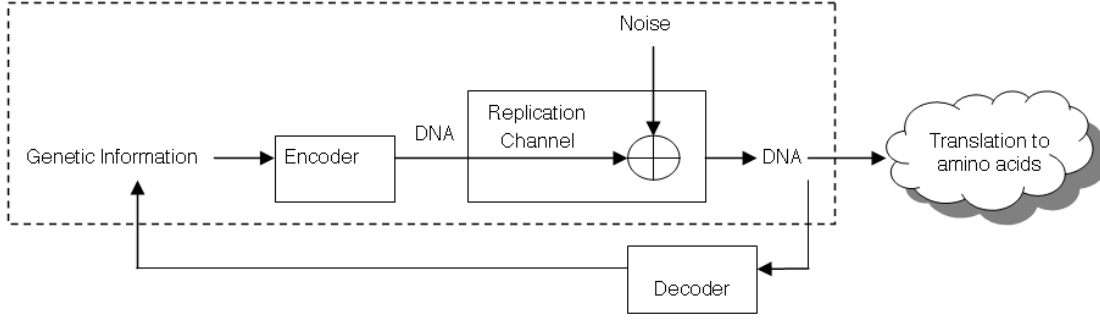 Noise
Replication
Channel
DNA
Genetic Information
Encoder
DNA
Translation to
amino acids
Decoder